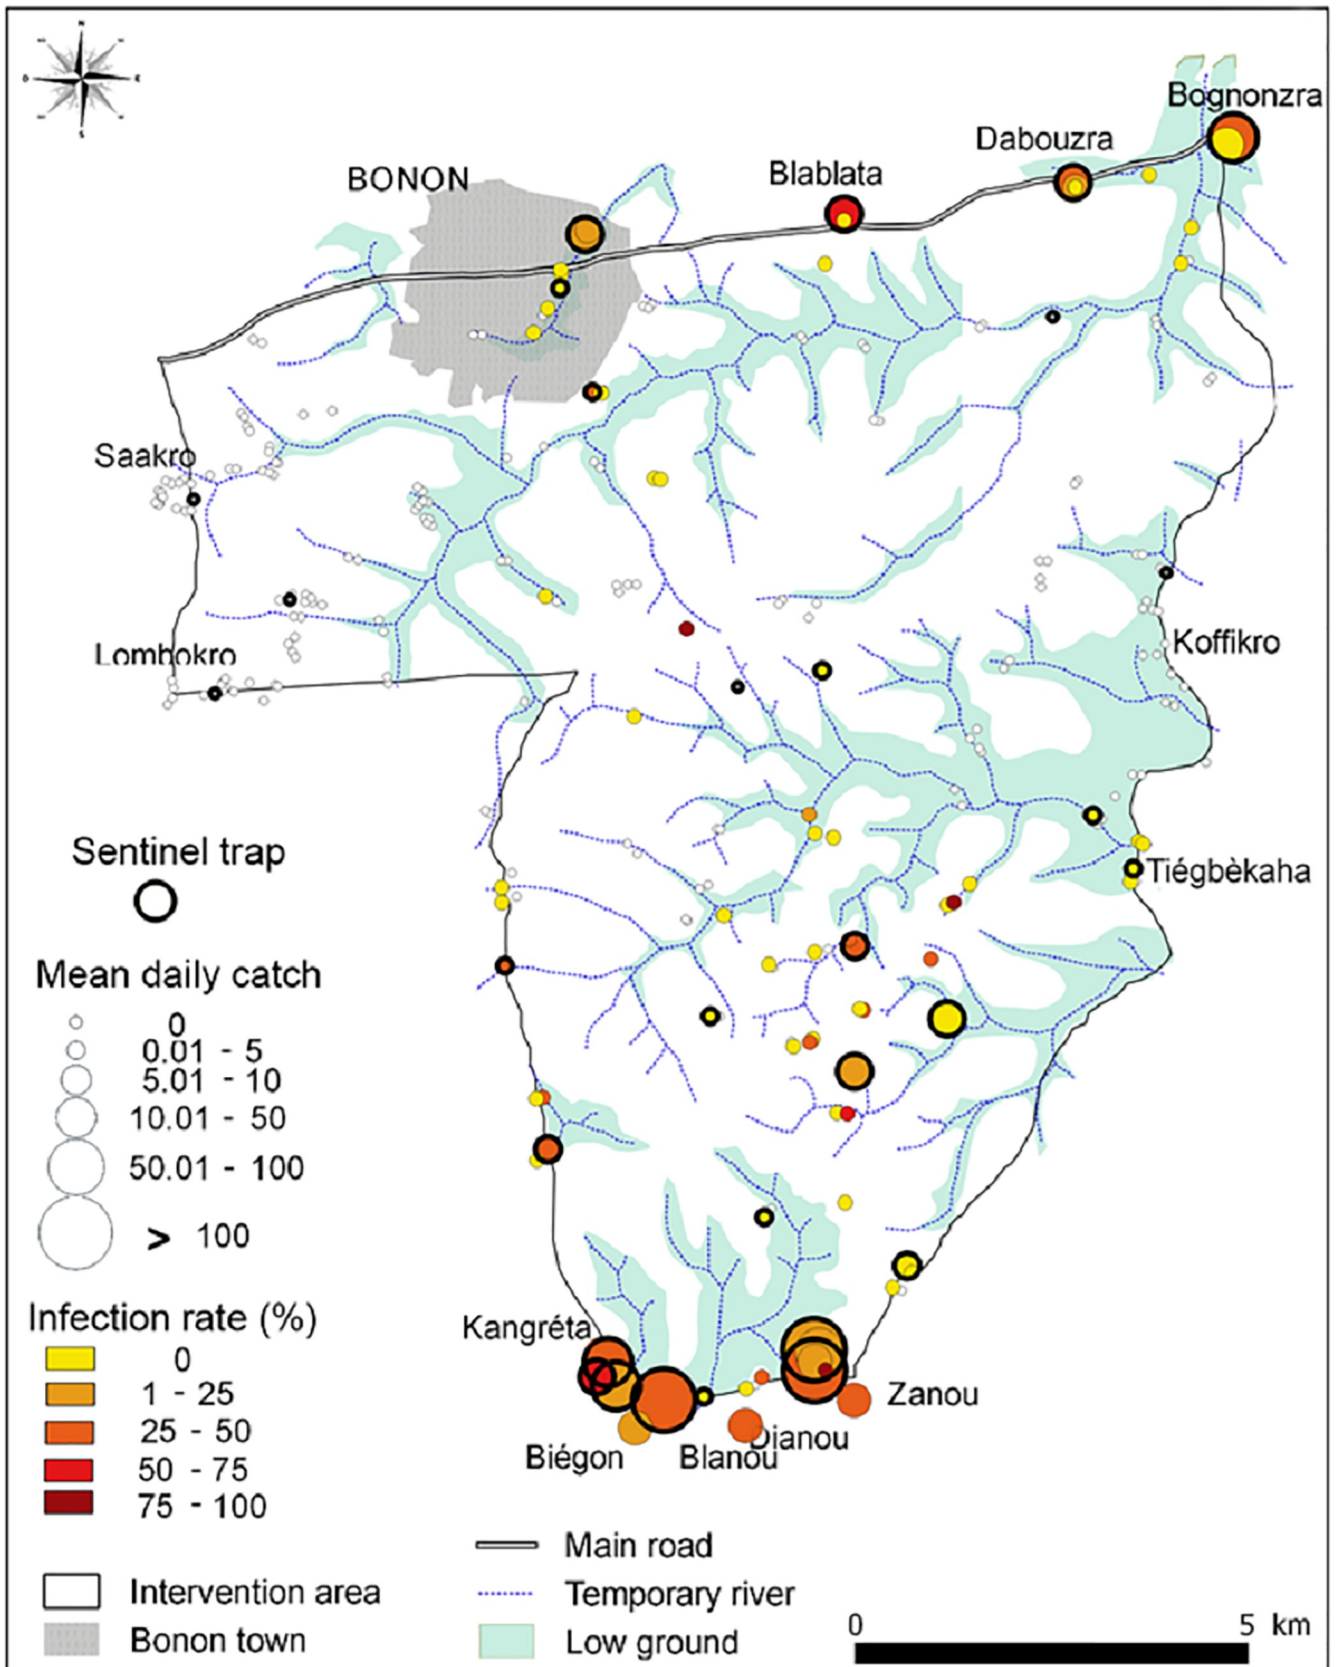 N
S
Bognonzra
Dabouzra
Blablata
BONON
Saakro
Lombokro
Koffikro
Tiégbèkaha
Sentinel trap
Mean daily catch
0
0.01 - 5
5.01 - 10
10.01 - 50
50.01 - 100
> 100
Infection rate (%)
0
1 - 25
25 - 50
50 - 75
75 - 100
Kangréta
Zanou
Dianou
Biégon
Blanou
Intervention area
Bonon town
Main road
Temporary river
Low ground
0
5 km